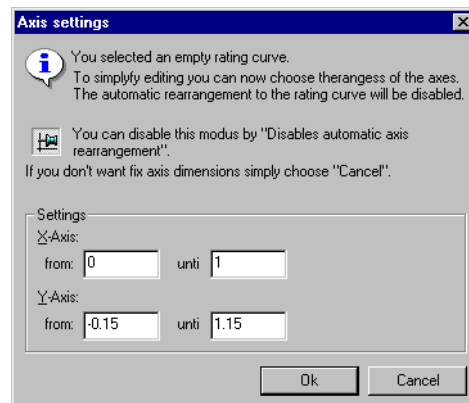 Axis settings
You selected an empty rating curve.
To simplyfy editing you can now choose therangess of the axes.
The automatic rearrangement to the rating curve will be disabled.
You can disable this modus by "Disables automatic axis
rearrangement".
If you don't want fix axis dimensions simply choose "Cancel".
Settings
X-Axis:
from: 0 unti 1
Y-Axis:
from: -0.15 unti 1.15
Ok Cancel